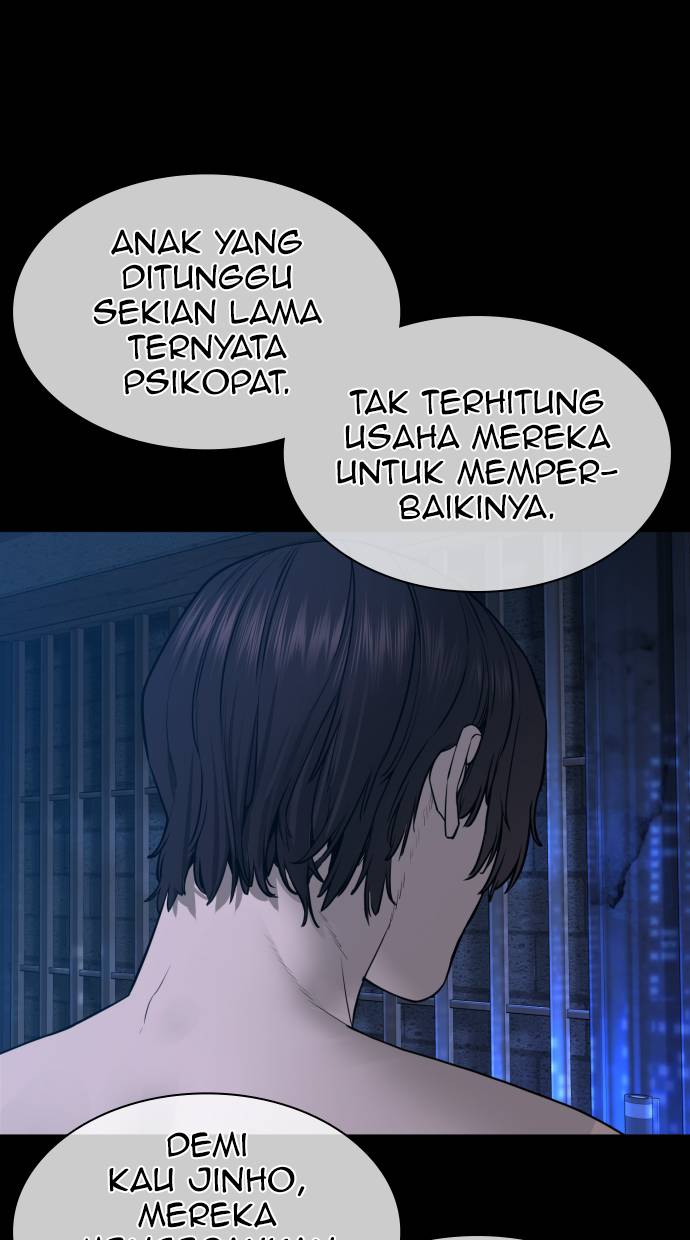 ANAK YANG
DITUNGGU
SEKIAN LAMA
TERNYATA
PSIKOPAT.
TAK TERHITUNG
USAHA MEREKA
UNTUK MEMPER-
BAIKINYA.
DEMI
KAU JINHO,
MEREKA